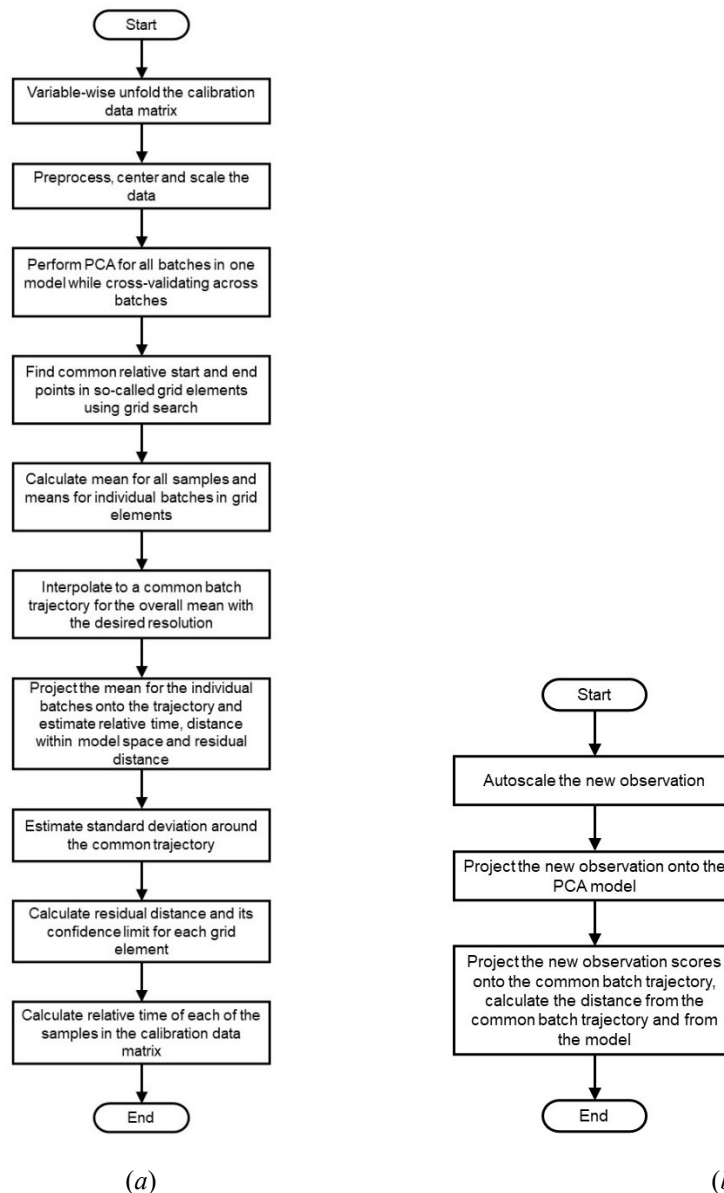 Start
Variable-wise unfold the calibration
data matrix
Preprocess, center and scale the
data
Perform PCA for all batches in one
model while cross-validating across
batches
Find common relative start and end
points in so-called grid elements
using grid search
Calculate mean for all samples and
means for individual batches in grid
elements
Interpolate to a common batch
trajectory for the overall mean with
the desired resolution
Project the mean for the individual
batches onto the trajectory and
estimate relative time, distance
within model space and residual
distance
Estimate standard deviation around
the common trajectory
Calculate residual distance and its
confidence limit for each grid
element
Calculate relative time of each of the
samples in the calibration data
matrix
End
(a)
Start
Autoscale the new observation
Project the new observation onto the
PCA model
Project the new observation scores
onto the common batch trajectory,
calculate the distance from the
common batch trajectory and from
the model
End